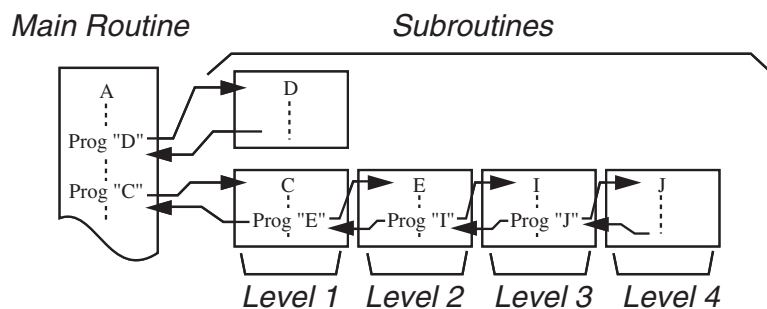 Main Routine Subroutines
A D
Prog "D"
Prog "C" C E I J
Prog "E" Prog "I" Prog "J"
Level 1 Level 2 Level 3 Level 4